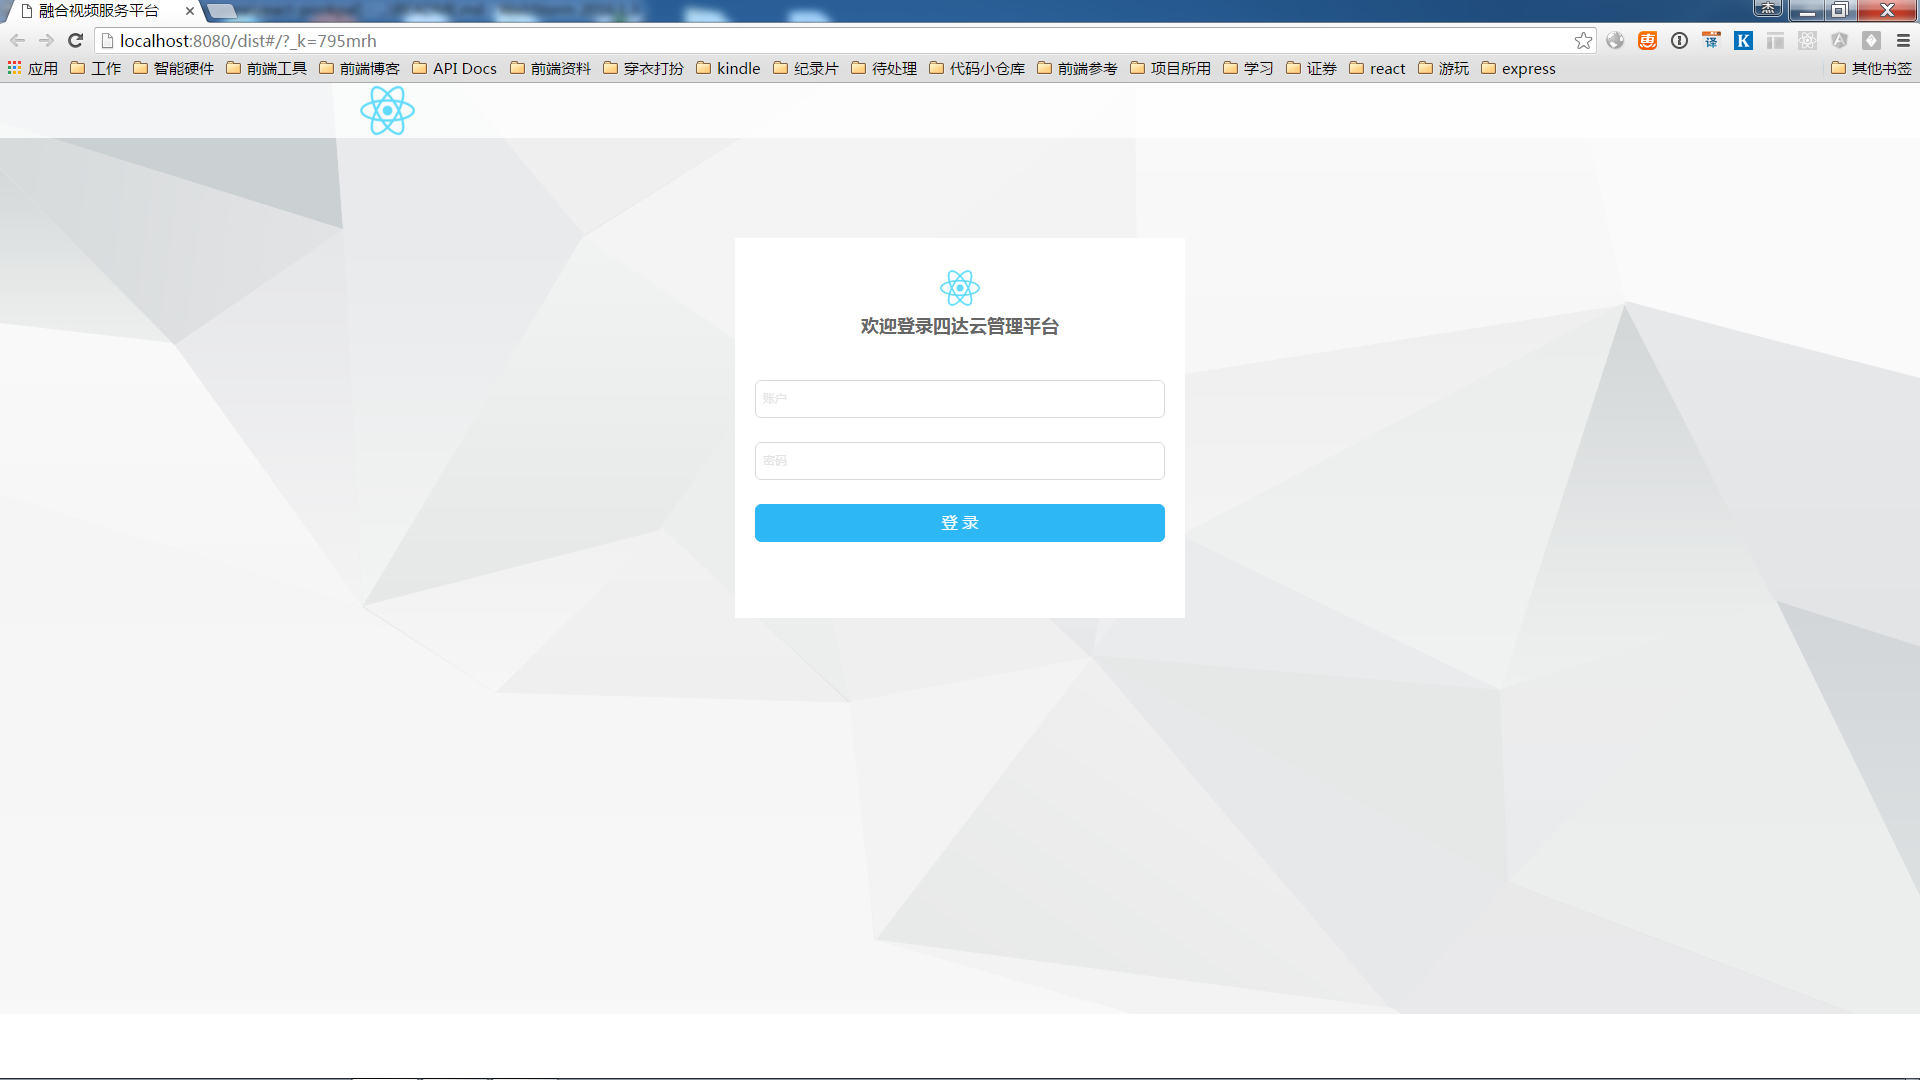 融合视频服务平台
杰
localhost:8080/dist#/?_k=795mrh
惠
译
K
应用 工作 智能硬件 前端工具 前端博客 API Docs 前端资料 穿衣打扮 kindle 纪录片 待处理 代码小仓库 前端参考 项目所用 学习 证券 react 游玩 express 其他书签
欢迎登录四达云管理平台
账户
密码
登 录